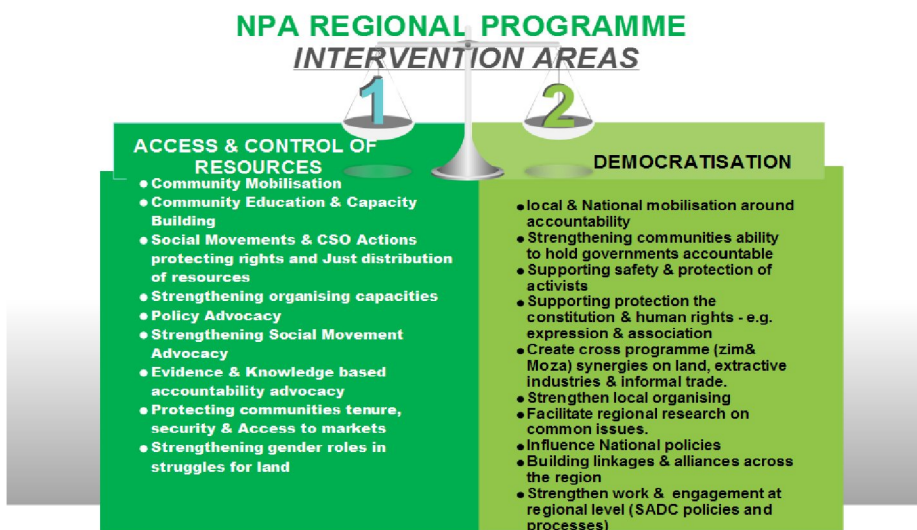 NPA REGIONAL PROGRAMME
INTERVENTION AREAS
1
2
ACCESS & CONTROL OF
RESOURCES
● Community Mobilisation
● Community Education & Capacity
Building
● Social Movements & CSO Actions
protecting rights and Just distribution
of resources
● Strengthening organising capacities
● Policy Advocacy
● Strengthening Social Movement
Advocacy
● Evidence & Knowledge based
accountability advocacy
● Protecting communities tenure,
security & Access to markets
● Strengthening gender roles in
struggles for land
DEMOCRATISATION
● local & National mobilisation around
accountability
● Strengthening communities ability
to hold governments accountable
● Supporting safety & protection of
activists
● Supporting protection the
constitution & human rights - e.g.
expression & association
● Create cross programme (zim&
Moza) synergies on land, extractive
industries & informal trade.
● Strengthen local organising
● Facilitate regional research on
common issues.
● Influence National policies
● Building linkages & alliances across
the region
● Strengthen work & engagement at
regional level (SADC policies and
processes)